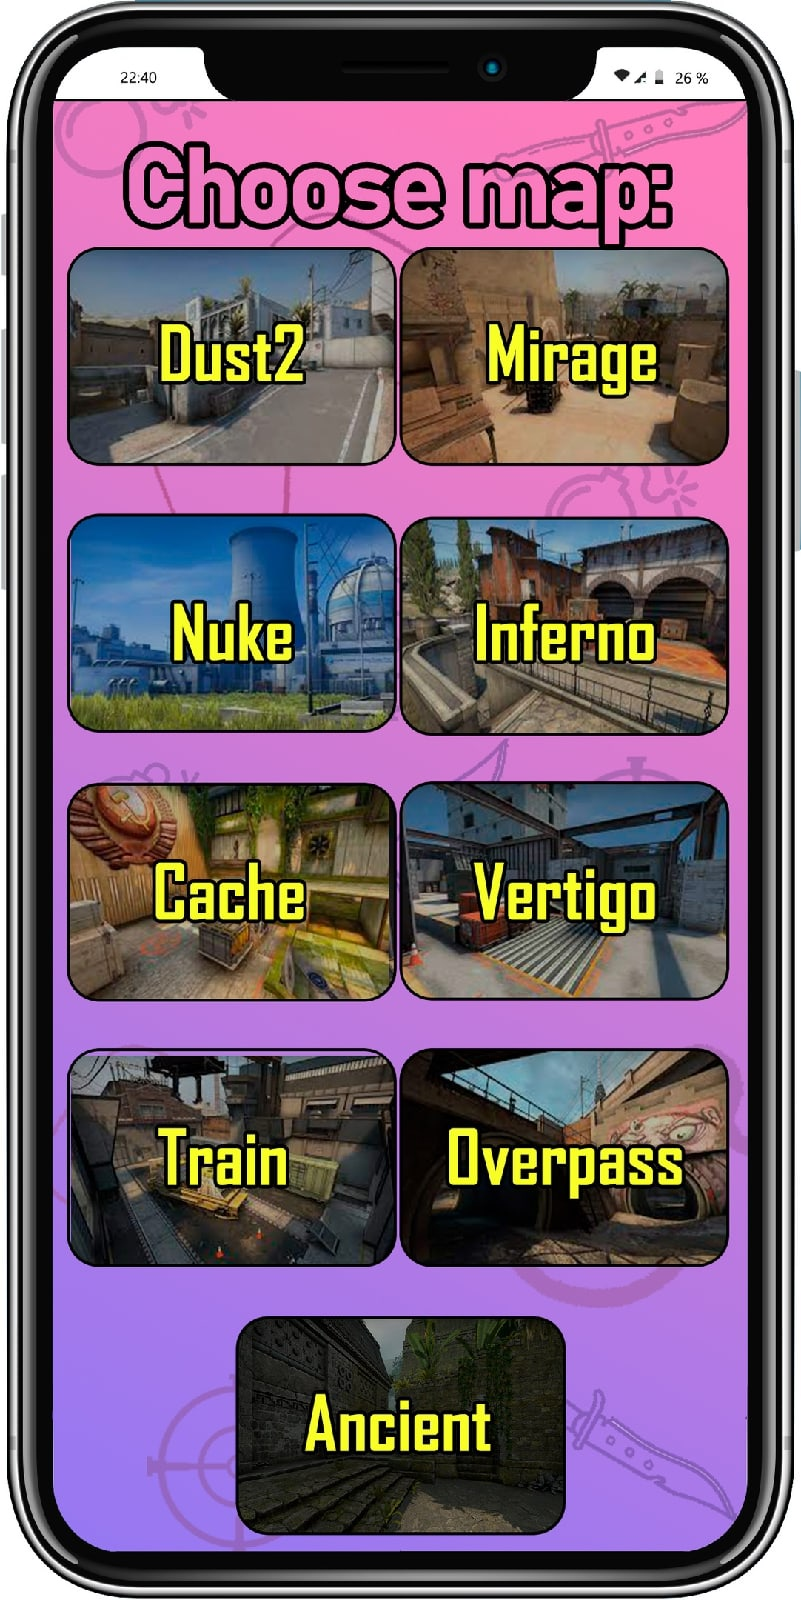 22:40
26 %
Choose map:
Dust2
Mirage
Nuke
Inferno
Cache
Vertigo
Train
Overpass
Ancient